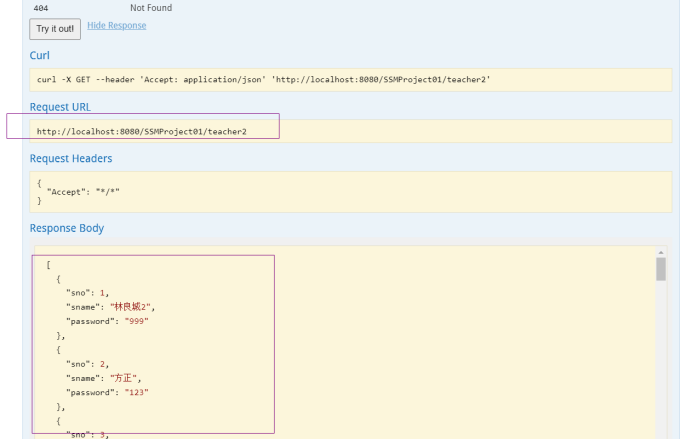 404 Not Found
Try it out! Hide Response
Curl
curl -X GET --header 'Accept: application/json' 'http://localhost:8080/SSMProject01/teacher2'
Request URL
http://localhost:8080/SSMProject01/teacher2
Request Headers
{
"Accept": "*/*"
}
Response Body
[
{
"sno": 1,
"sname": "林良城2",
"password": "999"
},
{
"sno": 2,
"sname": "方正",
"password": "123"
},
{
"sno": 3,